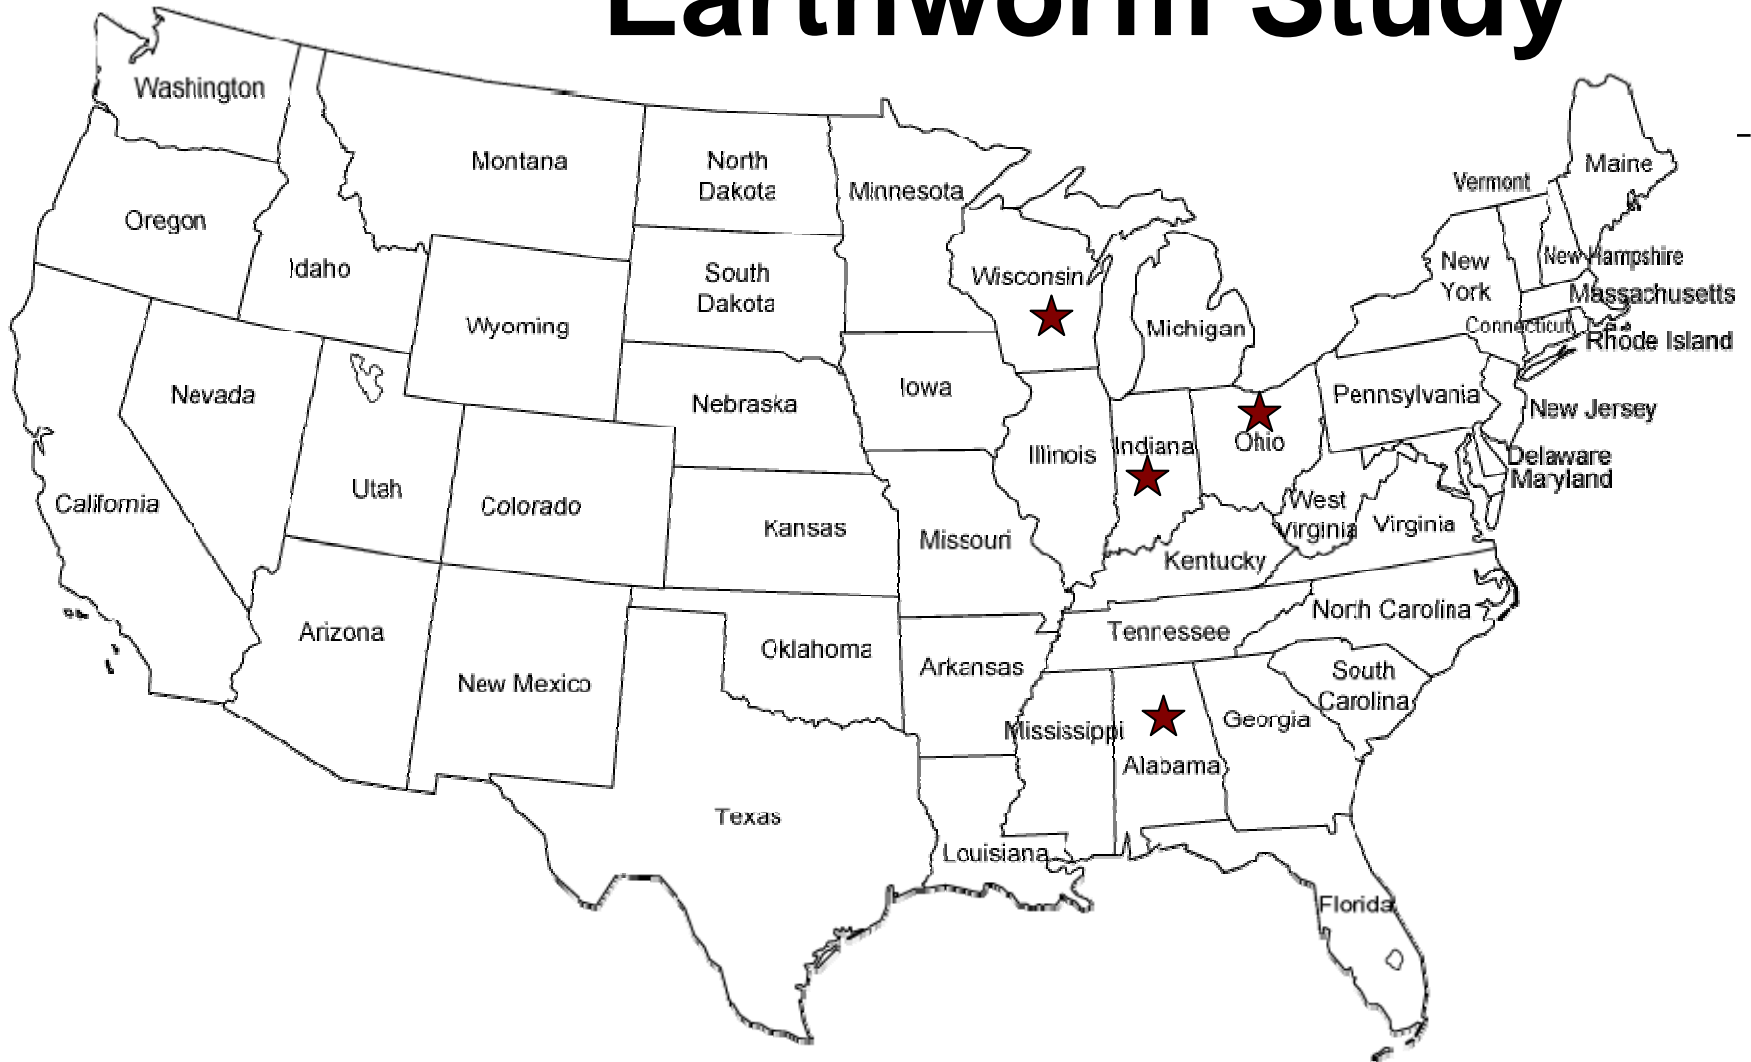 Earthworm Study
Washington
Montana
North
Dakota
Minnesota
Maine
Vermont
Oregon
Idaho
Wyoming
South
Dakota
Wisconsin
Michigan
New
York
New Hampshire
Massachusetts
Connecticut
Rhode Island
Nevada
Nebraska
Iowa
Pennsylvania
New Jersey
Illinois
Indiana
Ohio
Delaware
Maryland
California
Utah
Colorado
Kansas
Missouri
West
Virginia
Virginia
Kentucky
Arizona
New Mexico
Oklahoma
Arkansas
Tennessee
North Carolina
South
Carolina
Mississippi
Alabama
Georgia
Texas
Louisiana
Florida